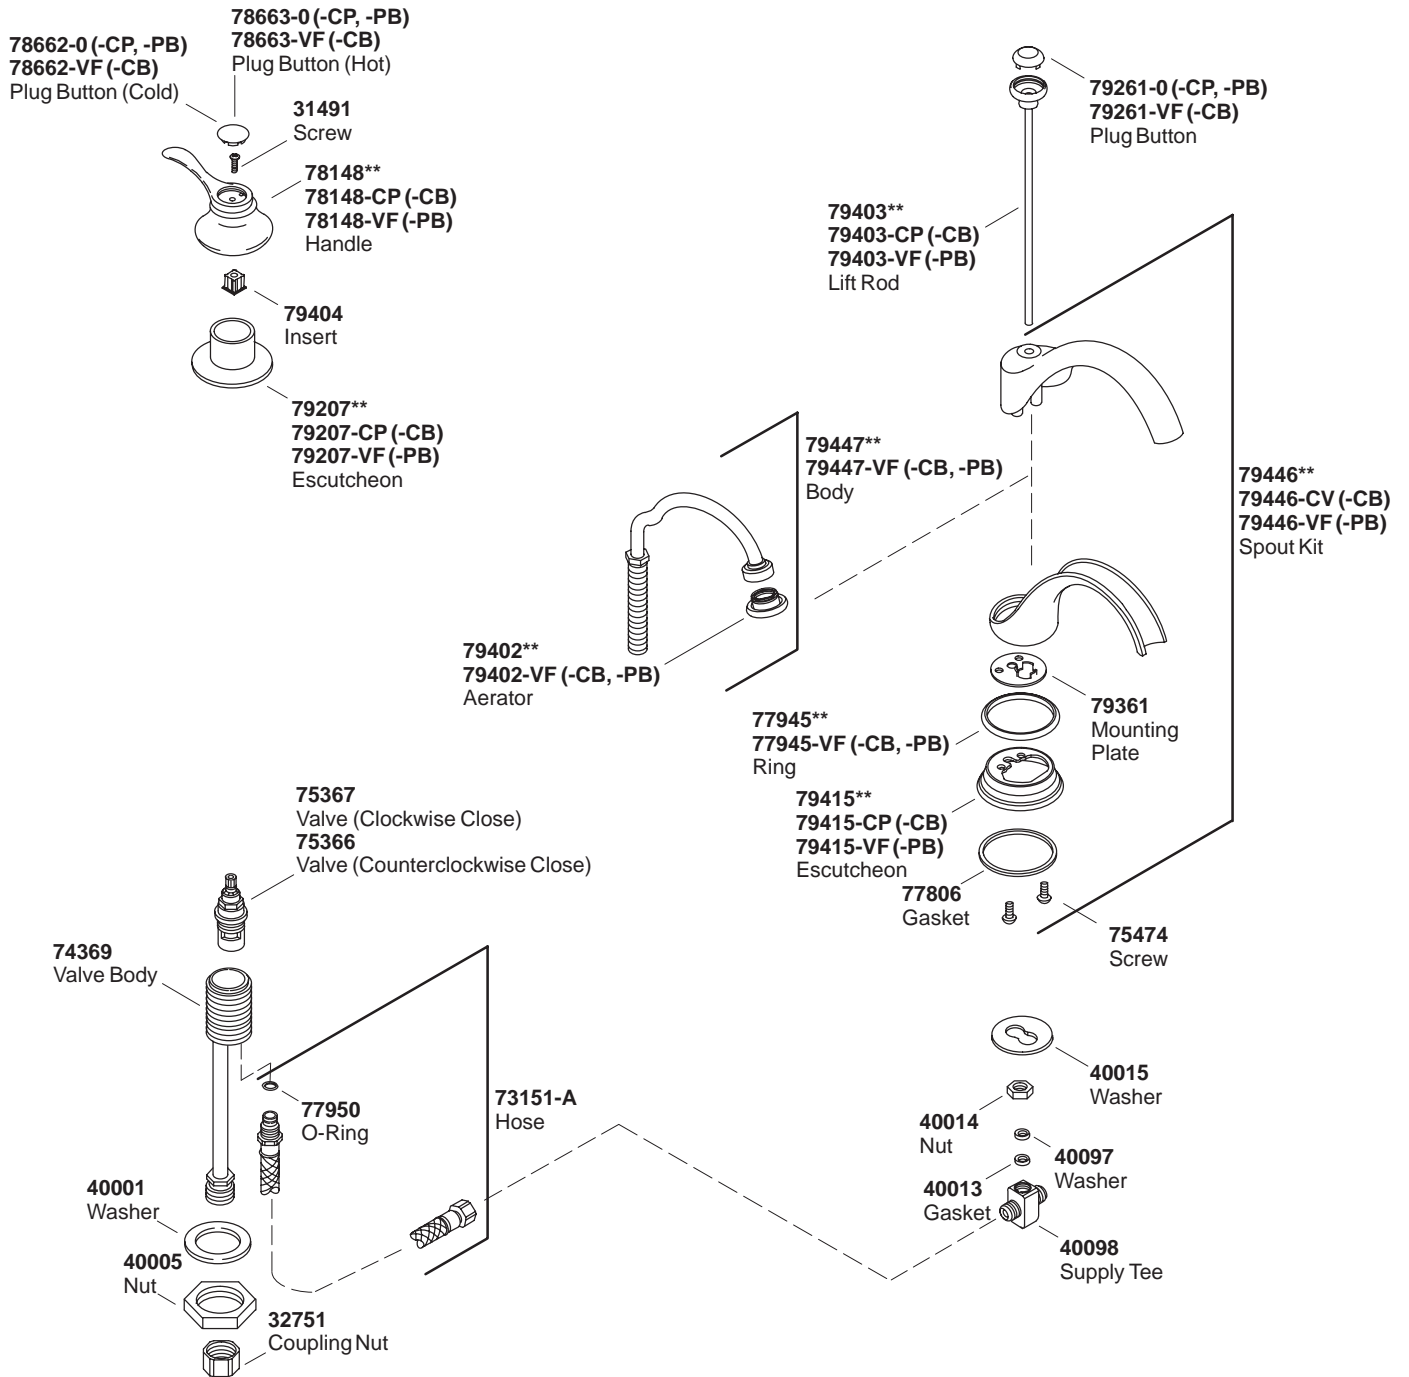 78663-0 (-CP, -PB)
78663-VF (-CB)
Plug Button (Hot)
78662-0 (-CP, -PB)
78662-VF (-CB)
Plug Button (Cold)
31491
Screw
78148**
78148-CP (-CB)
78148-VF (-PB)
Handle
79404
Insert
79207**
79207-CP (-CB)
79207-VF (-PB)
Escutcheon
79261-0 (-CP, -PB)
79261-VF (-CB)
Plug Button
79403**
79403-CP (-CB)
79403-VF (-PB)
Lift Rod
79447**
79447-VF (-CB, -PB)
Body
79446**
79446-CV (-CB)
79446-VF (-PB)
Spout Kit
79402**
79402-VF (-CB, -PB)
Aerator
79361
Mounting
Plate
77945**
77945-VF (-CB, -PB)
Ring
79415**
79415-CP (-CB)
79415-VF (-PB)
Escutcheon
77806
Gasket
75474
Screw
75367
Valve (Clockwise Close)
75366
Valve (Counterclockwise Close)
74369
Valve Body
77950
O-Ring
73151-A
Hose
40001
Washer
40005
Nut
32751
Coupling Nut
40015
Washer
40014
Nut
40097
Washer
40013
Gasket
40098
Supply Tee